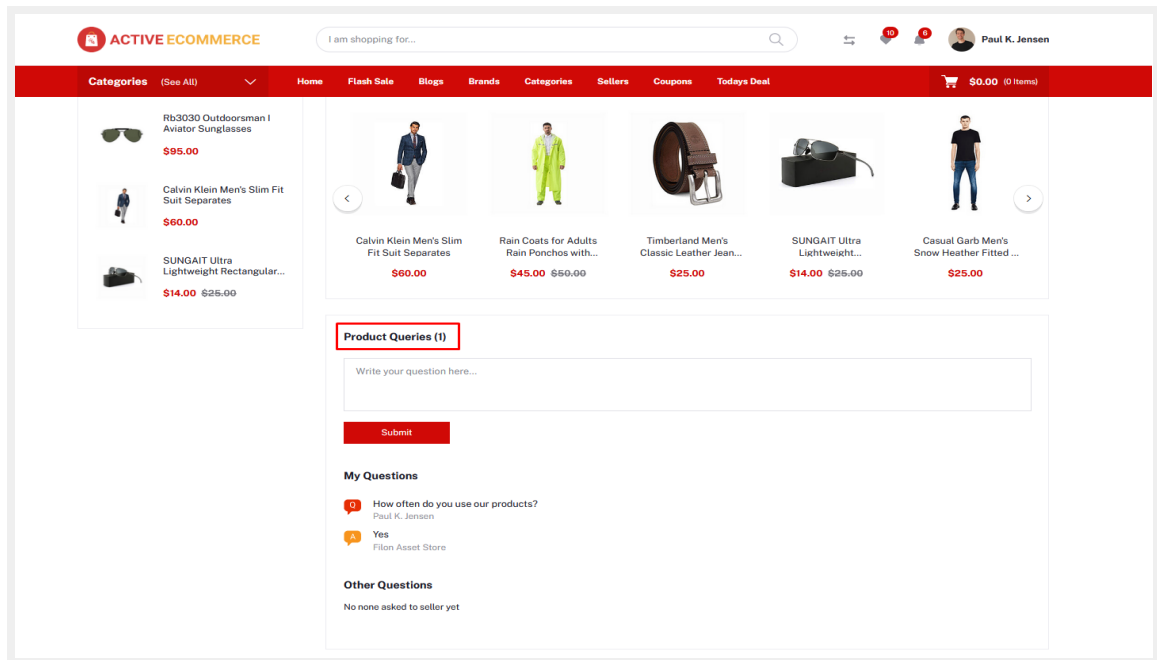 ACTIVE ECOMMERCE
I am shopping for...
10
6
Paul K. Jensen
Categories (See All)
Home Flash Sale Blogs Brands Categories Sellers Coupons Todays Deal
$0.00 (0 Items)
Rb3030 Outdoorsman I
Aviator Sunglasses
$95.00
Calvin Klein Men's Slim Fit
Suit Separates
$60.00
SUNGAIT Ultra
Lightweight Rectangular...
$14.00 $25.00
Calvin Klein Men's Slim
Fit Suit Separates
$60.00
Rain Coats for Adults
Rain Ponchos with...
$45.00 $50.00
Timberland Men's
Classic Leather Jean...
$25.00
SUNGAIT Ultra
Lightweight...
$14.00 $25.00
Casual Garb Men's
Snow Heather Fitted ...
$25.00
Product Queries (1)
Write your question here...
Submit
My Questions
Q
How often do you use our products?
Paul K. Jensen
A
Yes
Filon Asset Store
Other Questions
No none asked to seller yet